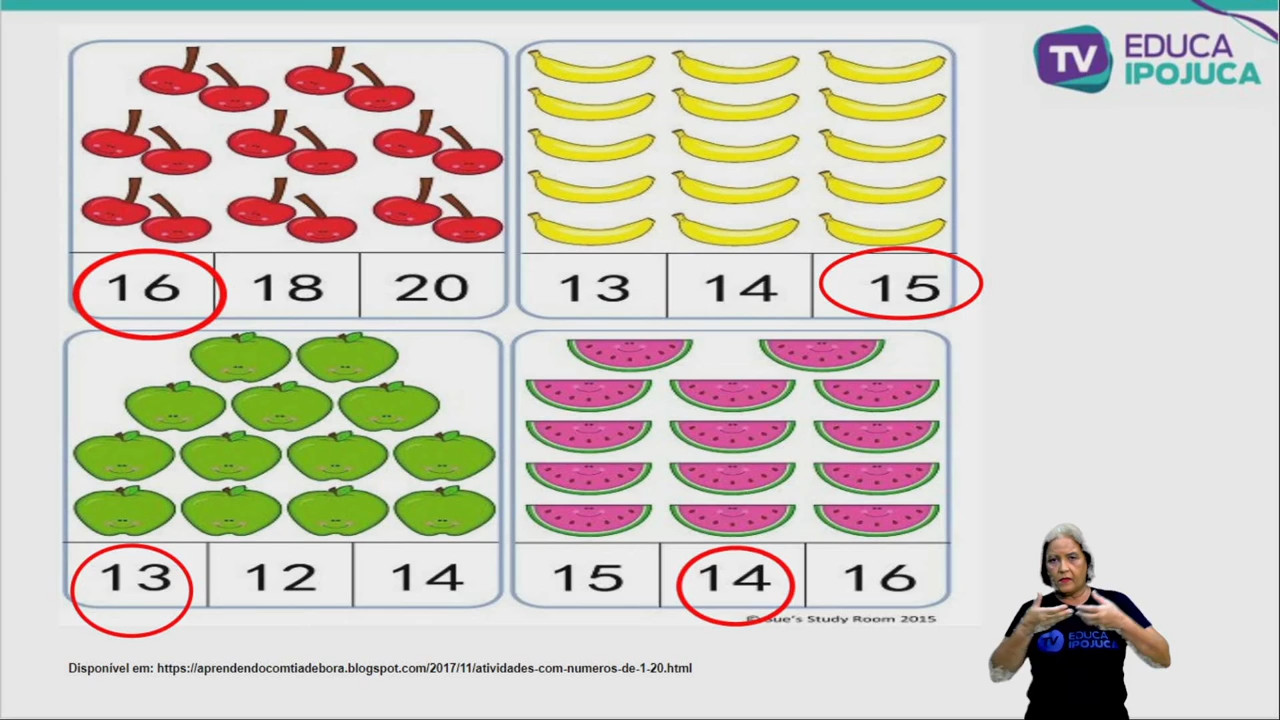 TV EDUCA
IPOJUCA
16 18 20
13 14 15
13 12 14
15 14 16
© Sue's Study Room 2015
TV EDUCA
IPOJUCA
Disponível em: https://aprendendocomtiadebora.blogspot.com/2017/11/atividades-com-numeros-de-1-20.html